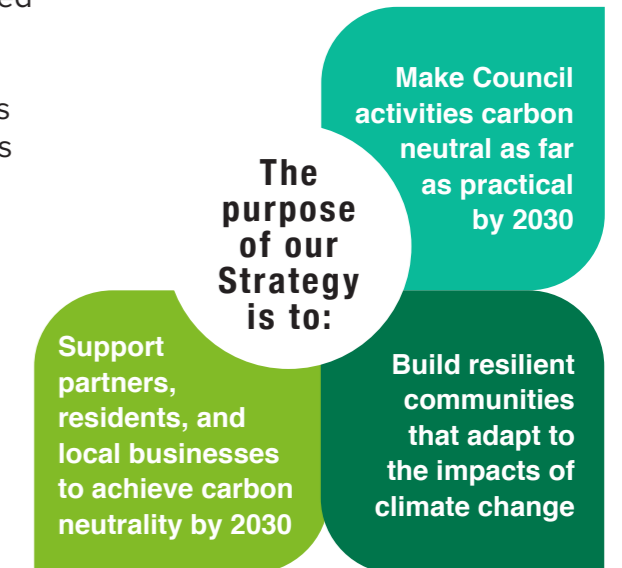 The
purpose
of our
Strategy
is to:
Make Council
activities carbon
neutral as far
as practical
by 2030
Support
partners,
residents, and
local businesses
to achieve carbon
neutrality by 2030
Build resilient
communities
that adapt to
the impacts of
climate change